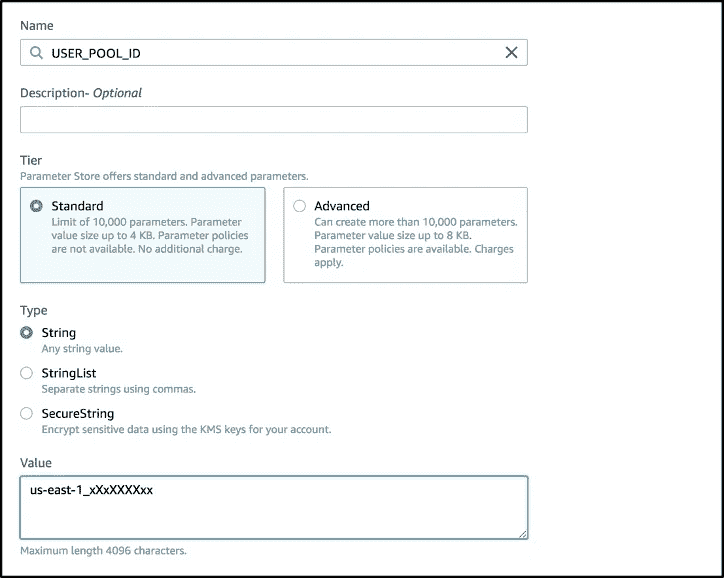 Name
USER_POOL_ID
Description- Optional
Tier
Parameter Store offers standard and advanced parameters.
Standard
Limit of 10,000 parameters. Parameter
value size up to 4 KB. Parameter policies
are not available. No additional charge.
Advanced
Can create more than 10,000 parameters.
Parameter value size up to 8 KB.
Parameter policies are available. Charges
apply.
Type
String
Any string value.
StringList
Separate strings using commas.
SecureString
Encrypt sensitive data using the KMS keys for your account.
Value
us-east-1_xXxXXXXxx
Maximum length 4096 characters.